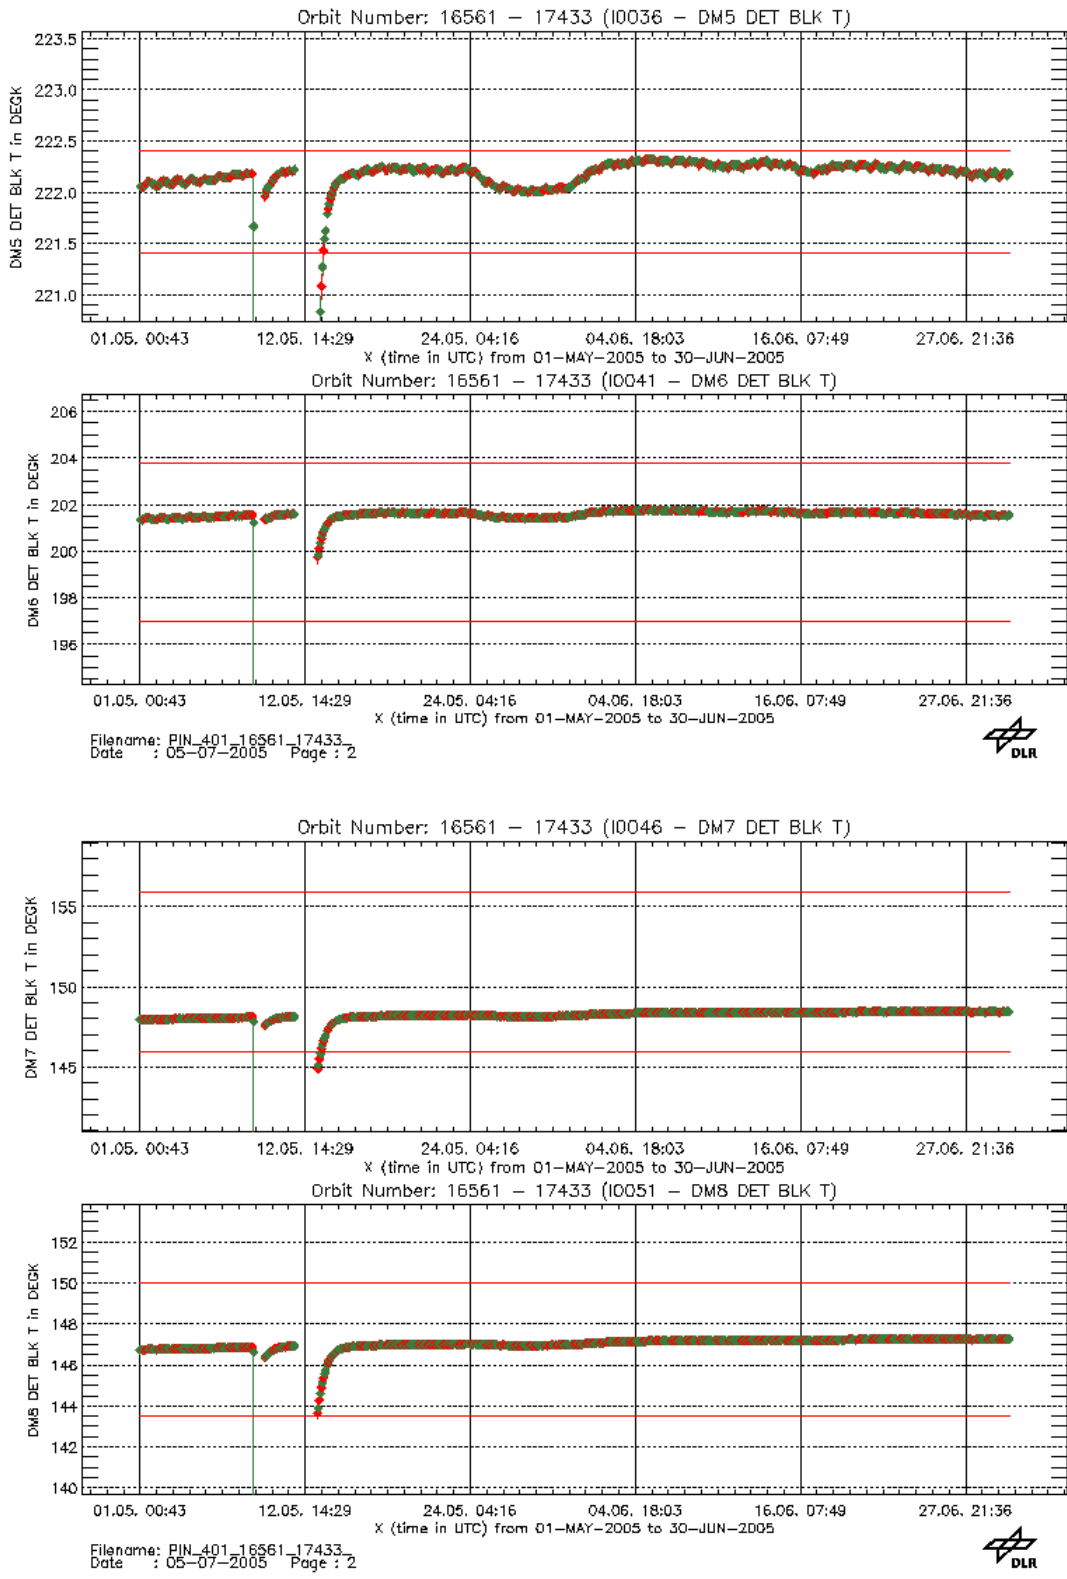 Orbit Number: 16561 – 17433 (I0036 – DM5 DET BLK T)
223.5
223.0
222.5
222.0
221.5
221.0
DM5 DET BLK T in DEGK
01.05. 00:43 12.05. 14:29 24.05. 04:16 04.06. 18:03 16.06. 07:49 27.06. 21:36
X (time in UTC) from 01–MAY–2005 to 30–JUN–2005
Orbit Number: 16561 – 17433 (I0041 – DM6 DET BLK T)
206
204
202
200
198
196
DM6 DET BLK T in DEGK
01.05. 00:43 12.05. 14:29 24.05. 04:16 04.06. 18:03 16.06. 07:49 27.06. 21:36
X (time in UTC) from 01–MAY–2005 to 30–JUN–2005
Filename: PIN_401_16561_17433_
Date : 05–07–2005 Page : 2
DLR
Orbit Number: 16561 – 17433 (I0046 – DM7 DET BLK T)
155
150
145
DM7 DET BLK T in DEGK
01.05. 00:43 12.05. 14:29 24.05. 04:16 04.06. 18:03 16.06. 07:49 27.06. 21:36
X (time in UTC) from 01–MAY–2005 to 30–JUN–2005
Orbit Number: 16561 – 17433 (I0051 – DM8 DET BLK T)
152
150
148
146
144
142
140
DM8 DET BLK T in DEGK
01.05. 00:43 12.05. 14:29 24.05. 04:16 04.06. 18:03 16.06. 07:49 27.06. 21:36
X (time in UTC) from 01–MAY–2005 to 30–JUN–2005
Filename: PIN_401_16561_17433_
Date : 05–07–2005 Page : 2
DLR